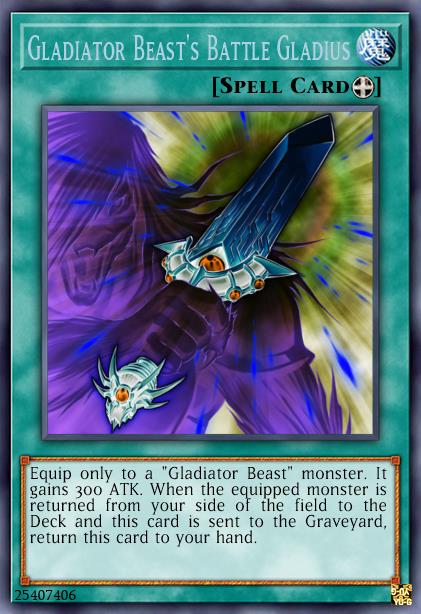 Gladiator Beast's Battle Gladius
[Spell Card]
Equip only to a "Gladiator Beast" monster. It
gains 300 ATK. When the equipped monster is
returned from your side of the field to the
Deck and this card is sent to the Graveyard,
return this card to your hand.
25407406